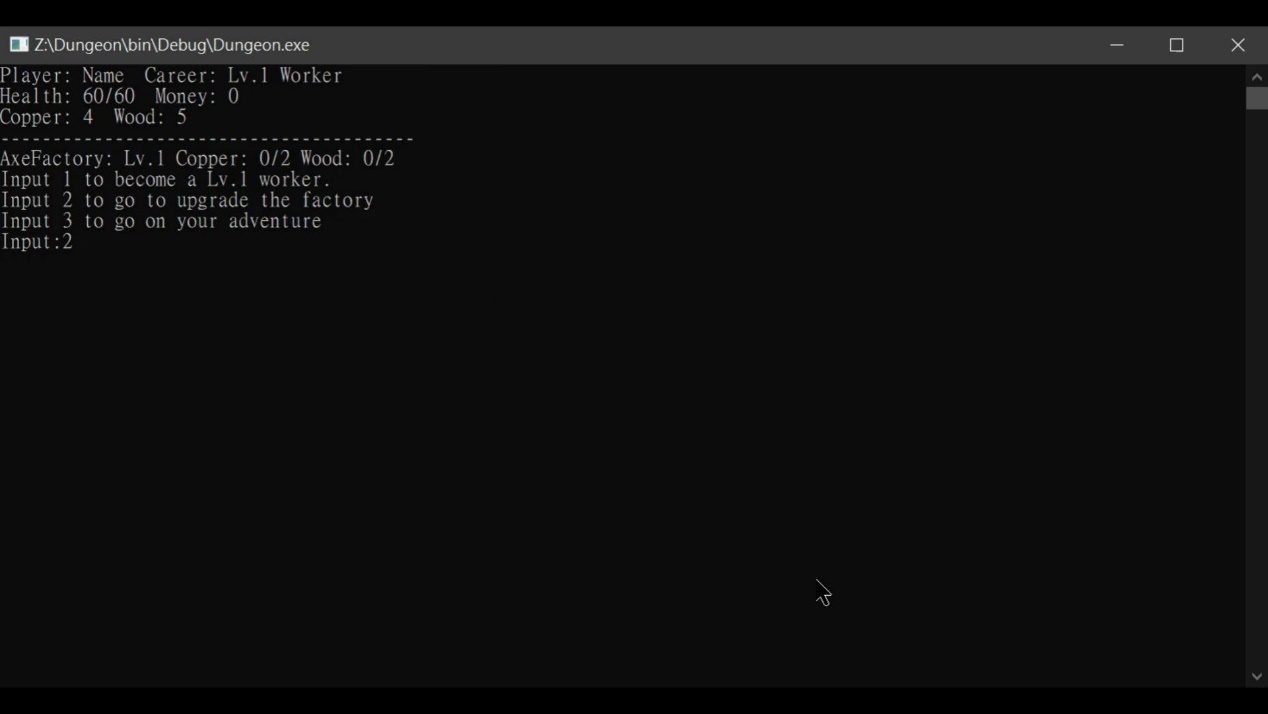 Z:\Dungeon\bin\Debug\Dungeon.exe
Player: Name  Career: Lv.1 Worker
Health: 60/60  Money: 0
Copper: 4  Wood: 5
----------------------------------------
AxeFactory: Lv.1 Copper: 0/2 Wood: 0/2
Input 1 to become a Lv.1 worker.
Input 2 to go to upgrade the factory
Input 3 to go on your adventure
Input:2